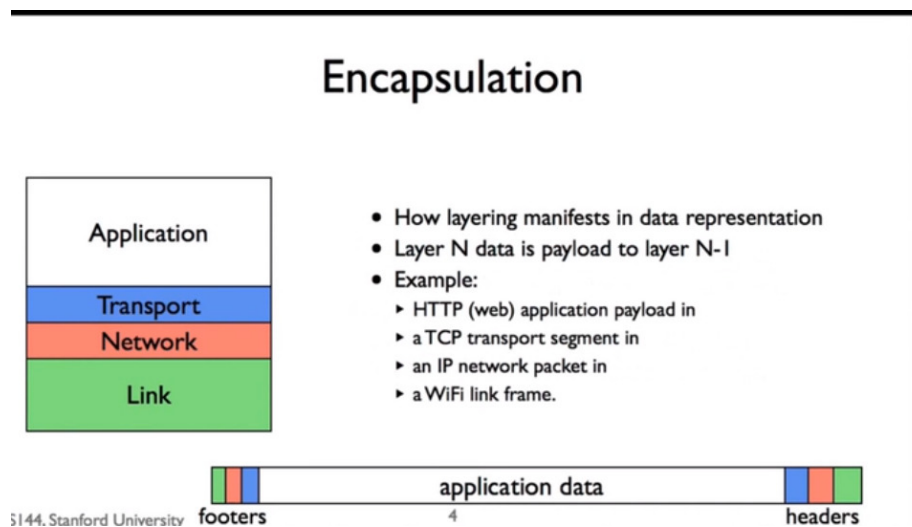 Encapsulation
Application
Transport
Network
Link
• How layering manifests in data representation
• Layer N data is payload to layer N-1
• Example:
‣ HTTP (web) application payload in
‣ a TCP transport segment in
‣ an IP network packet in
‣ a WiFi link frame.
application data
S144, Stanford University
footers
4
headers